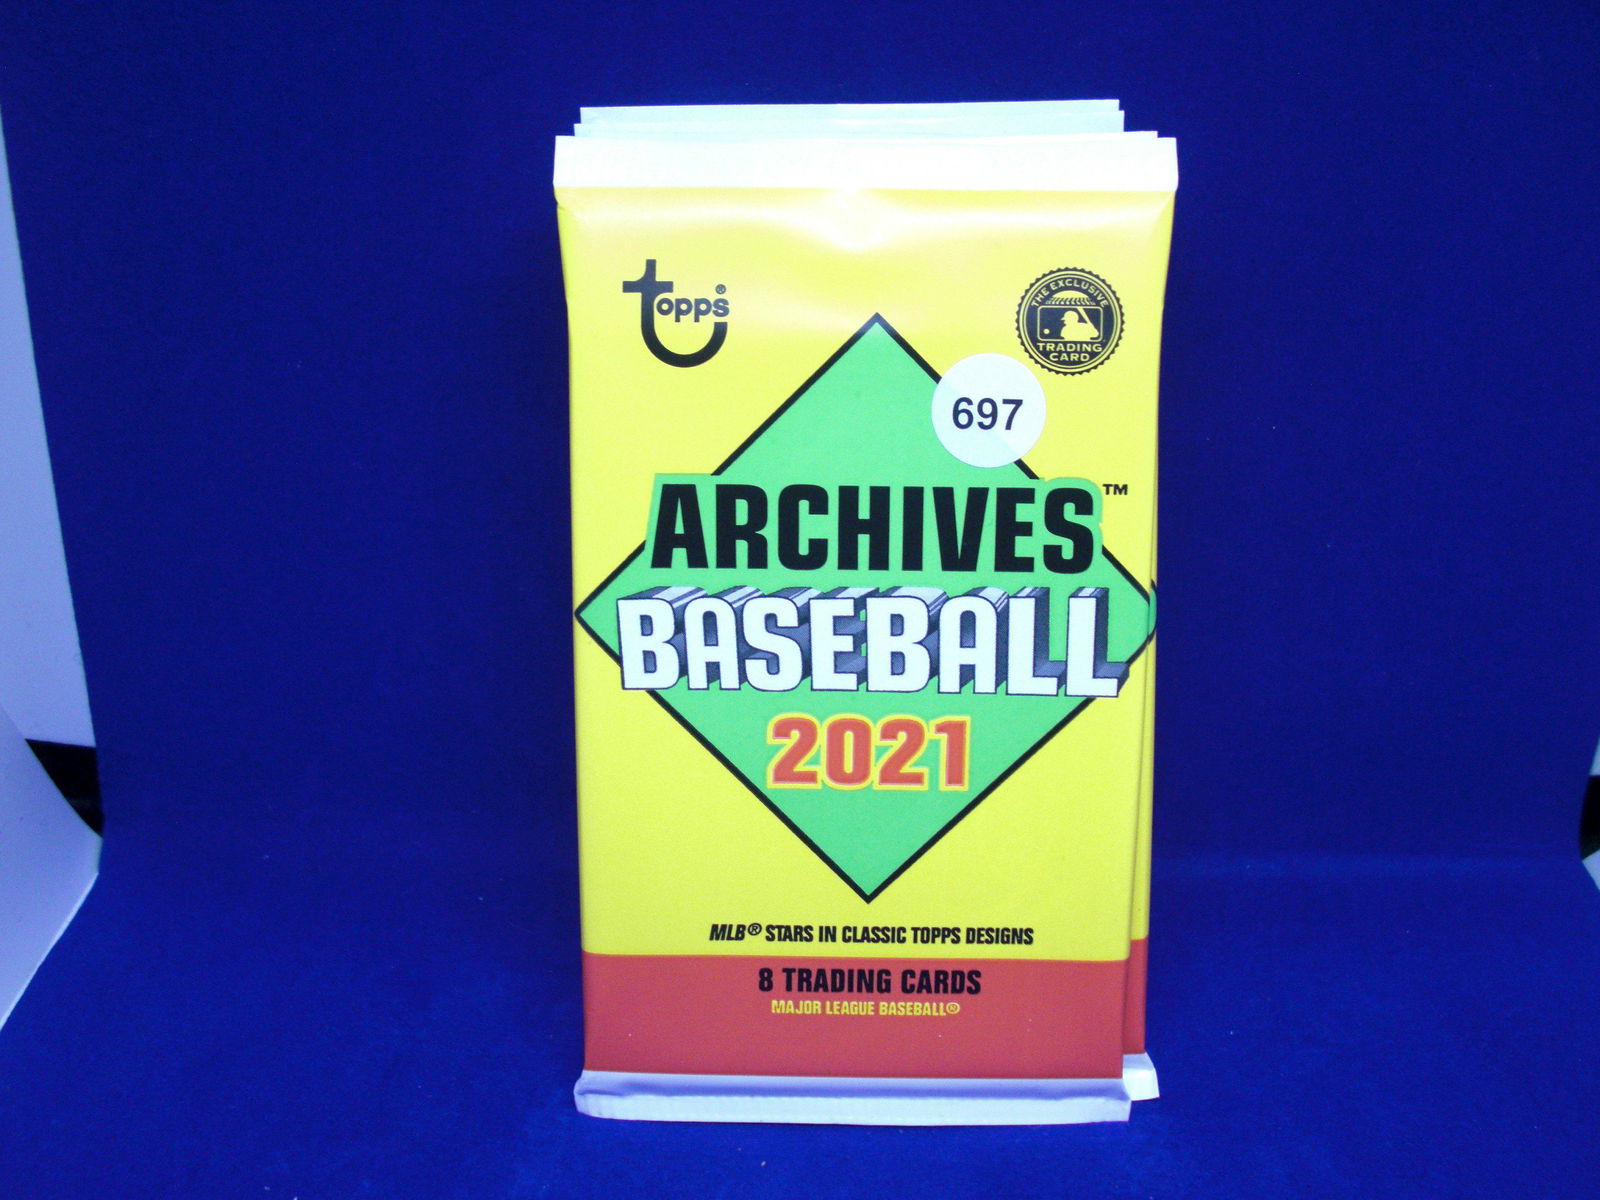 topps®
THE EXCLUSIVE
TRADING
CARD
697
ARCHIVES™
BASEBALL
2021
MLB® STARS IN CLASSIC TOPPS DESIGNS
8 TRADING CARDS
MAJOR LEAGUE BASEBALL®